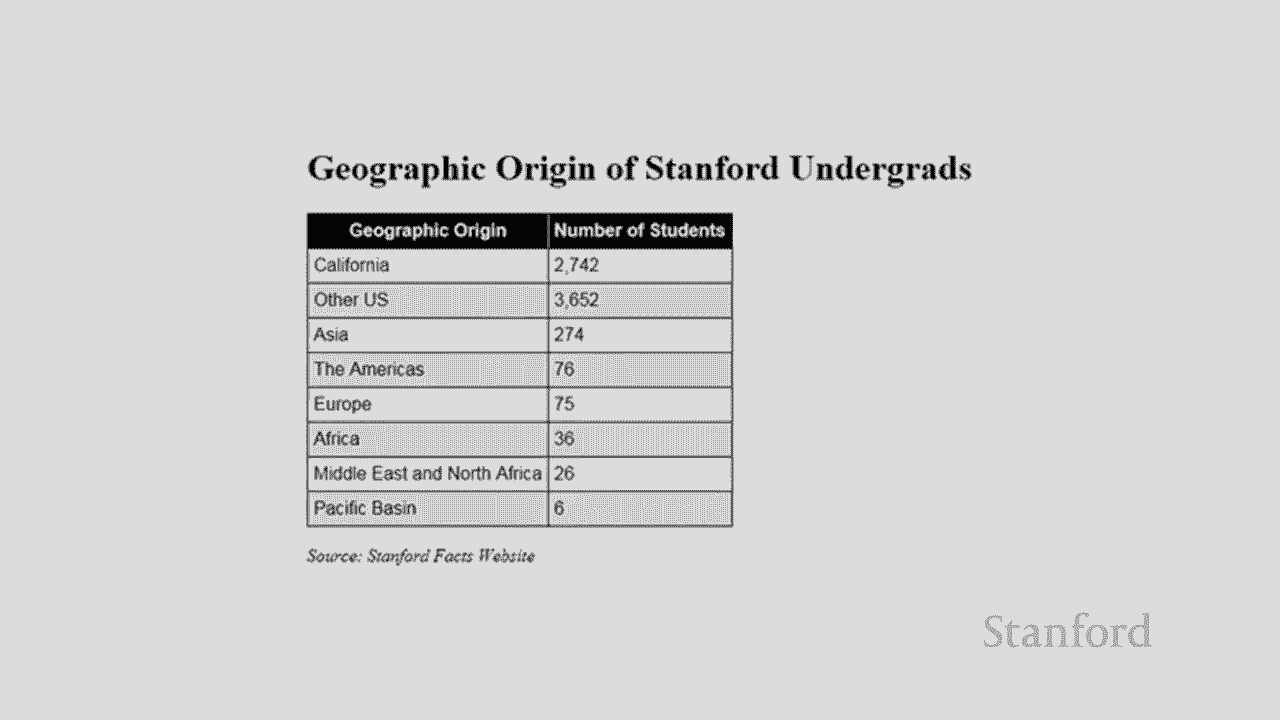 Geographic Origin of Stanford Undergrads
Geographic Origin Number of Students
California 2,742
Other US 3,652
Asia 274
The Americas 76
Europe 75
Africa 36
Middle East and North Africa 26
Pacific Basin 6
Source: Stanford Facts Website
Stanford